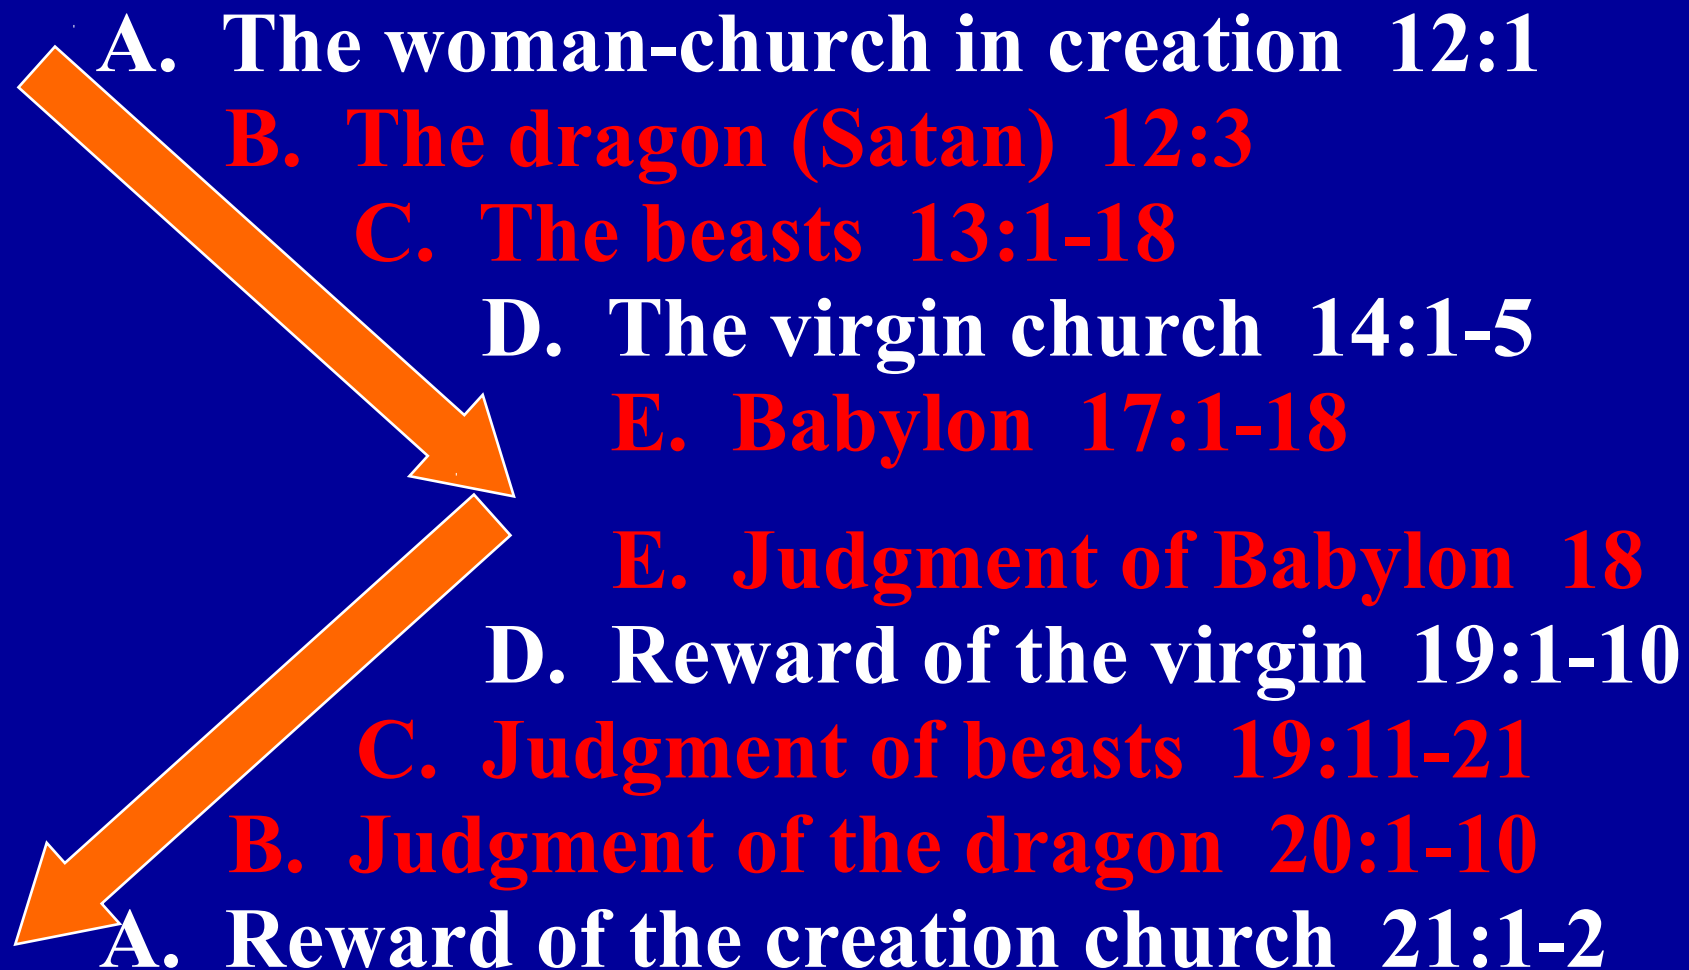 A. The woman-church in creation 12:1
B. The dragon (Satan) 12:3
C. The beasts 13:1-18
D. The virgin church 14:1-5
E. Babylon 17:1-18
E. Judgment of Babylon 18
D. Reward of the virgin 19:1-10
C. Judgment of beasts 19:11-21
B. Judgment of the dragon 20:1-10
A. Reward of the creation church 21:1-2